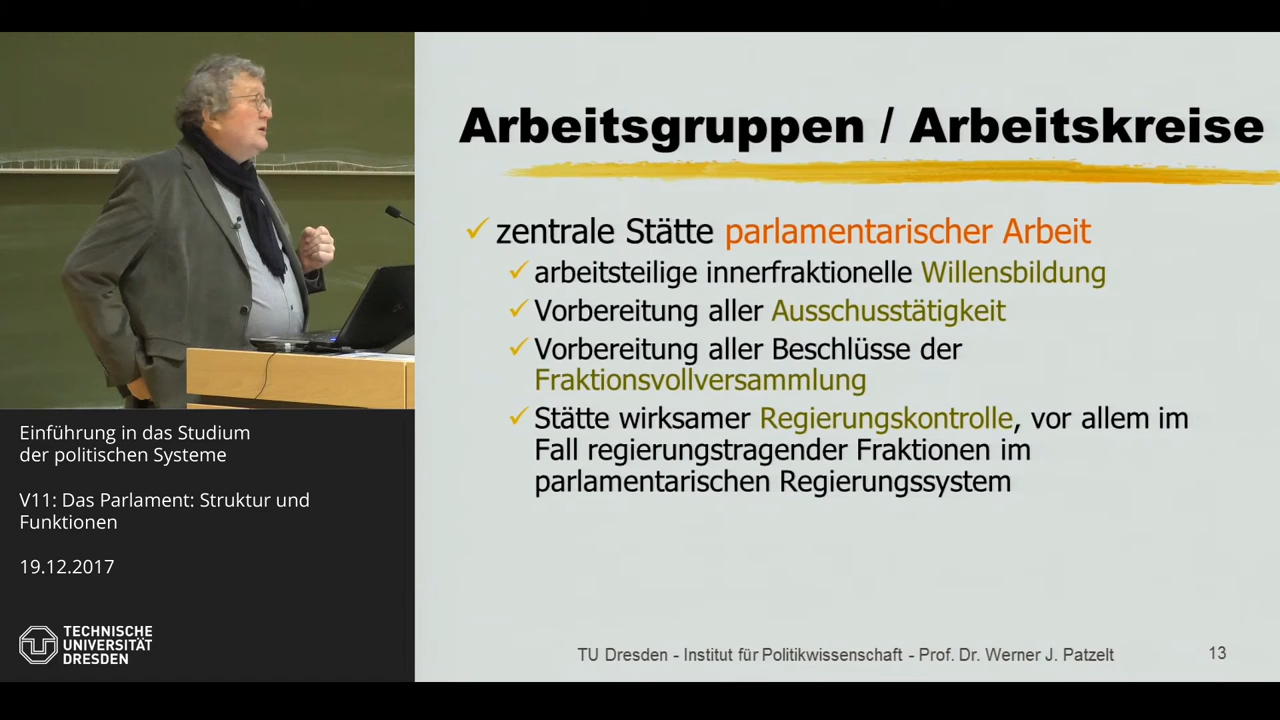 Arbeitsgruppen / Arbeitskreise
zentrale Stätte parlamentarischer Arbeit
arbeitsteilige innerfraktionelle Willensbildung
Vorbereitung aller Ausschusstätigkeit
Vorbereitung aller Beschlüsse der
Fraktionsvollversammlung
Stätte wirksamer Regierungskontrolle, vor allem im
Fall regierungstragender Fraktionen im
parlamentarischen Regierungssystem
Einführung in das Studium
der politischen Systeme
V11: Das Parlament: Struktur und
Funktionen
19.12.2017
TECHNISCHE
UNIVERSITÄT
DRESDEN
TU Dresden - Institut für Politikwissenschaft - Prof. Dr. Werner J. Patzelt
13